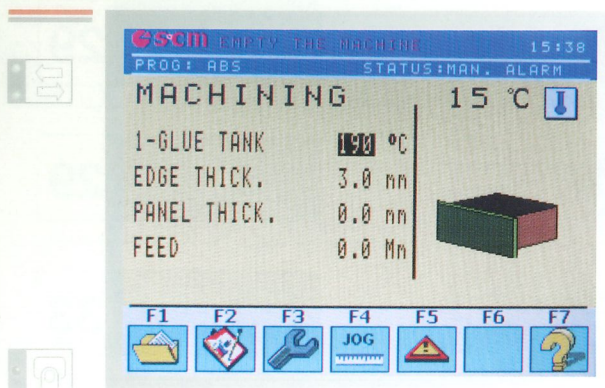 scm EMPTY THE MACHINE 15:38
PROG: ABS STATUS:MAN. ALARM
MACHINING 15 ℃
1-GLUE TANK 190 ºC
EDGE THICK. 3.0 mm
PANEL THICK. 0.0 mm
FEED 0.0 Mm
F1 F2 F3 F4 F5 F6 F7
JOG